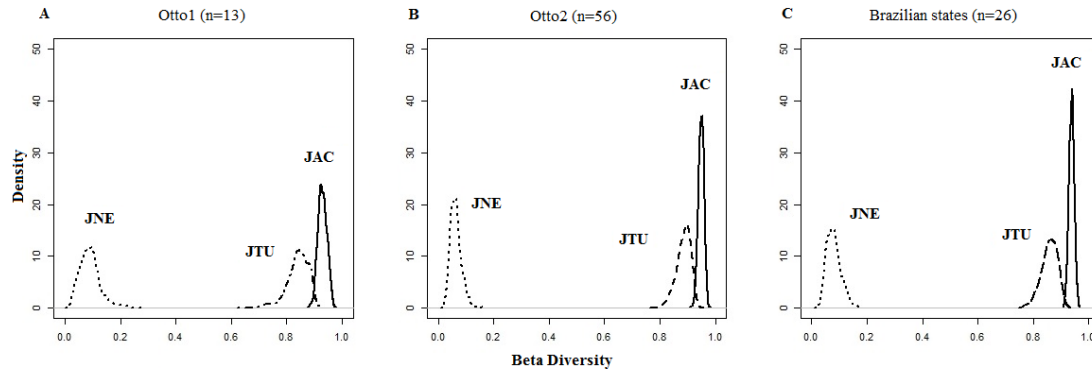 A Otto1 (n=13)
B Otto2 (n=56)
C Brazilian states (n=26)
Density
50
40
30
20
10
0
JNE
JTU
JAC
0.0 0.2 0.4 0.6 0.8 1.0
50
40
30
20
10
0
JNE
JTU
JAC
0.0 0.2 0.4 0.6 0.8 1.0
50
40
30
20
10
0
JNE
JTU
JAC
0.0 0.2 0.4 0.6 0.8 1.0
Beta Diversity